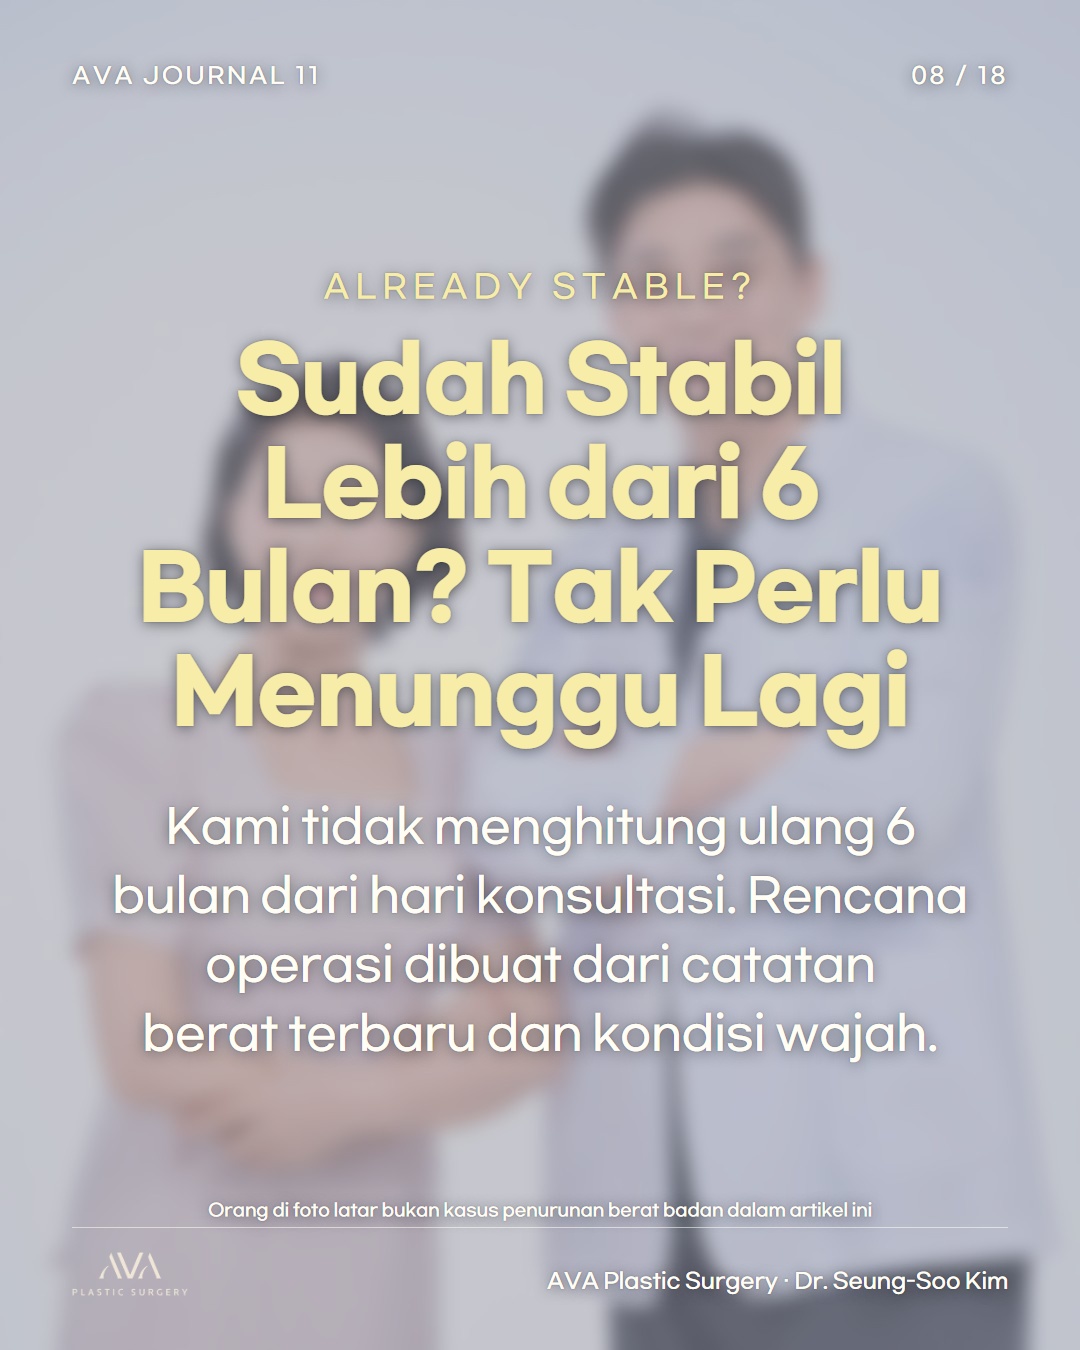 AVA JOURNAL 11
08 / 18
ALREADY STABLE?
Sudah Stabil
Lebih dari 6
Bulan? Tak Perlu
Menunggu Lagi
Kami tidak menghitung ulang 6
bulan dari hari konsultasi. Rencana
operasi dibuat dari catatan
berat terbaru dan kondisi wajah.
Orang di foto latar bukan kasus penurunan berat badan dalam artikel ini
AVA
PLASTIC SURGERY
AVA Plastic Surgery · Dr. Seung-Soo Kim